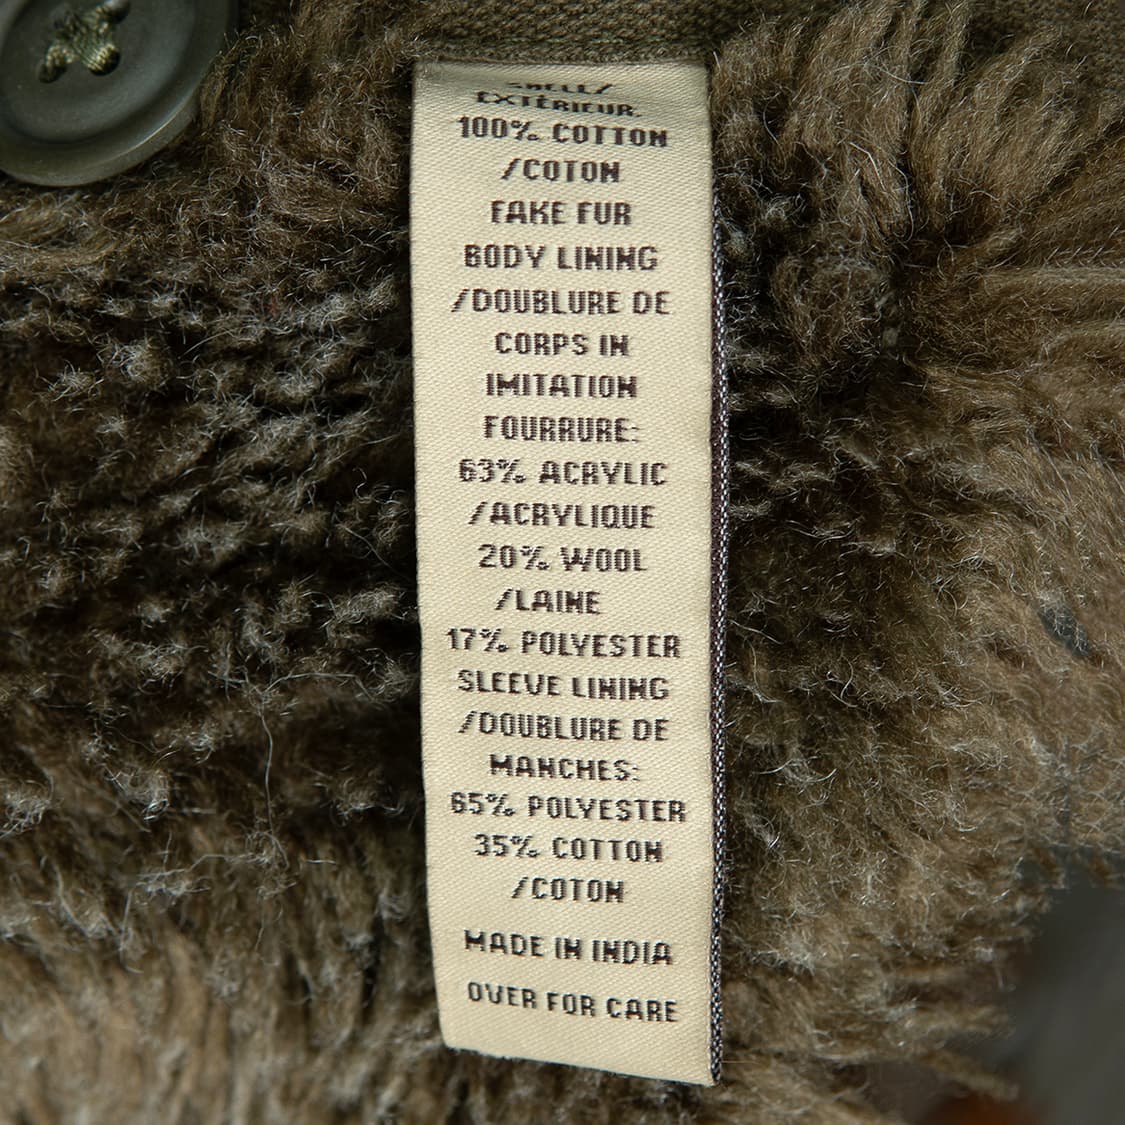 SHELL/
EXTÉRIEUR:
100% COTTON
/COTON
FAKE FUR
BODY LINING
/DOUBLURE DE
CORPS IN
IMITATION
FOURRURE:
63% ACRYLIC
/ACRYLIQUE
20% WOOL
/LAINE
17% POLYESTER
SLEEVE LINING
/DOUBLURE DE
MANCHES:
65% POLYESTER
35% COTTON
/COTON
MADE IN INDIA
OVER FOR CARE